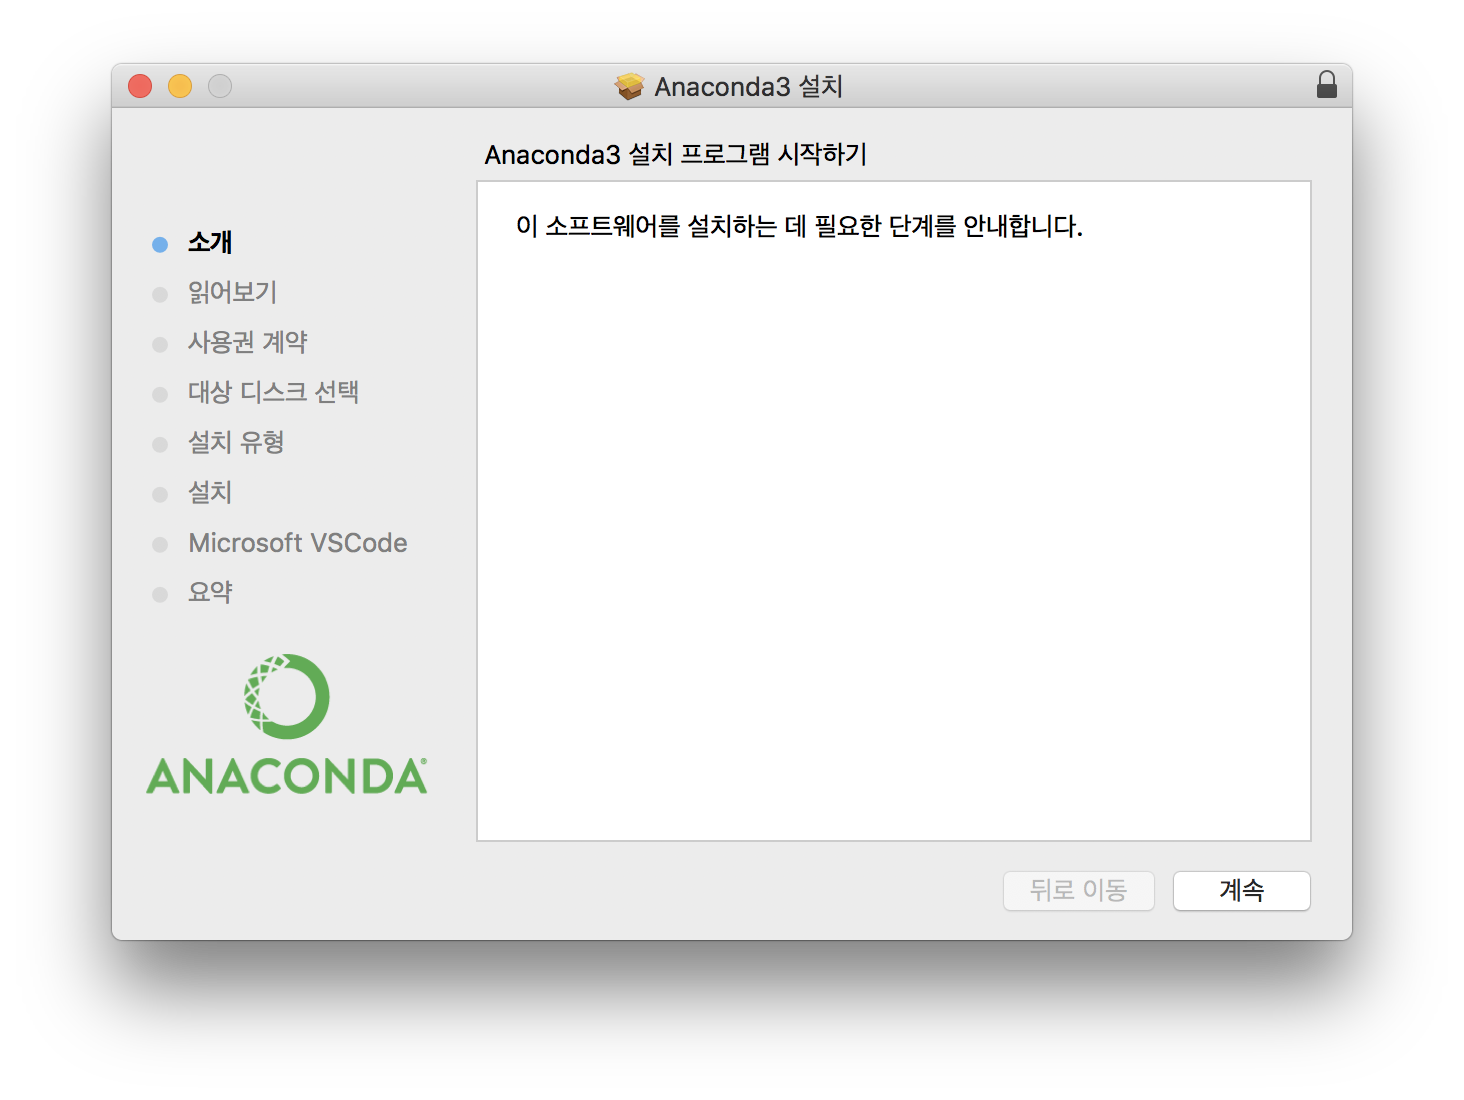 Anaconda3 설치
Anaconda3 설치 프로그램 시작하기
이 소프트웨어를 설치하는 데 필요한 단계를 안내합니다.
소개
읽어보기
사용권 계약
대상 디스크 선택
설치 유형
설치
Microsoft VSCode
요약
ANACONDA®
뒤로 이동
계속